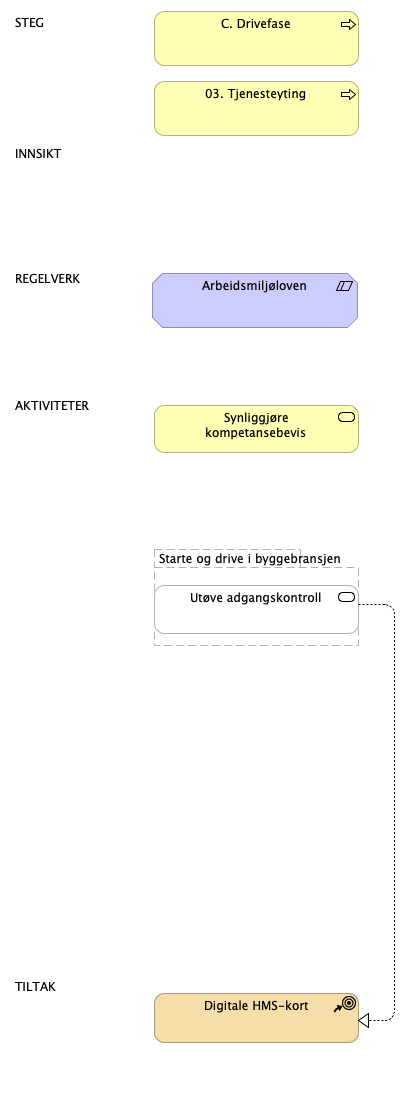 STEG
C. Drivefase
03. Tjenesteyting
INNSIKT
REGELVERK
Arbeidsmiljøloven
AKTIVITETER
Synliggjøre
kompetansebevis
Starte og drive i byggebransjen
Utøve adgangskontroll
TILTAK
Digitale HMS-kort